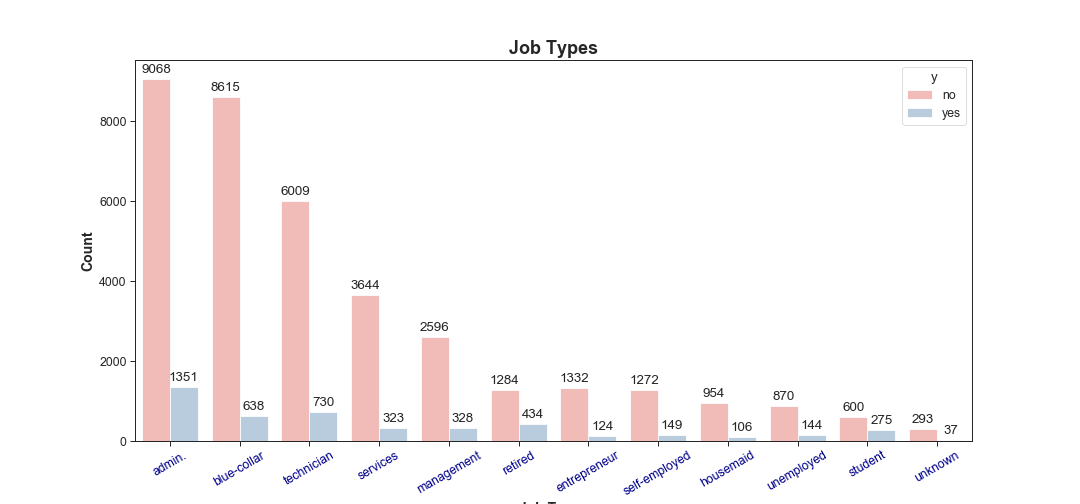 Job Types
9068
8615
6009
3644
2596
1284
1332
1272
954
870
600
293
1351
638
730
323
328
434
124
149
106
144
275
37
y
no
yes
Count
8000
6000
4000
2000
0
admin.
blue-collar
technician
services
management
retired
entrepreneur
self-employed
housemaid
unemployed
student
unknown